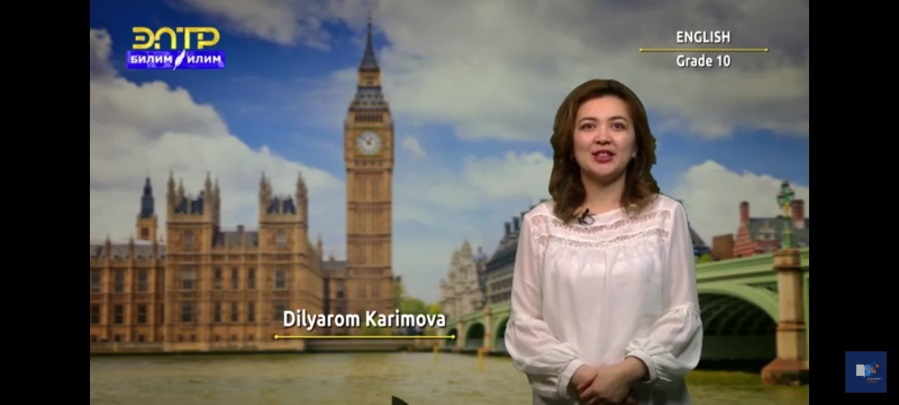 ЭЛТР
БИЛИМ ИЛИМ
ENGLISH
Grade 10
Dilyarom Karimova